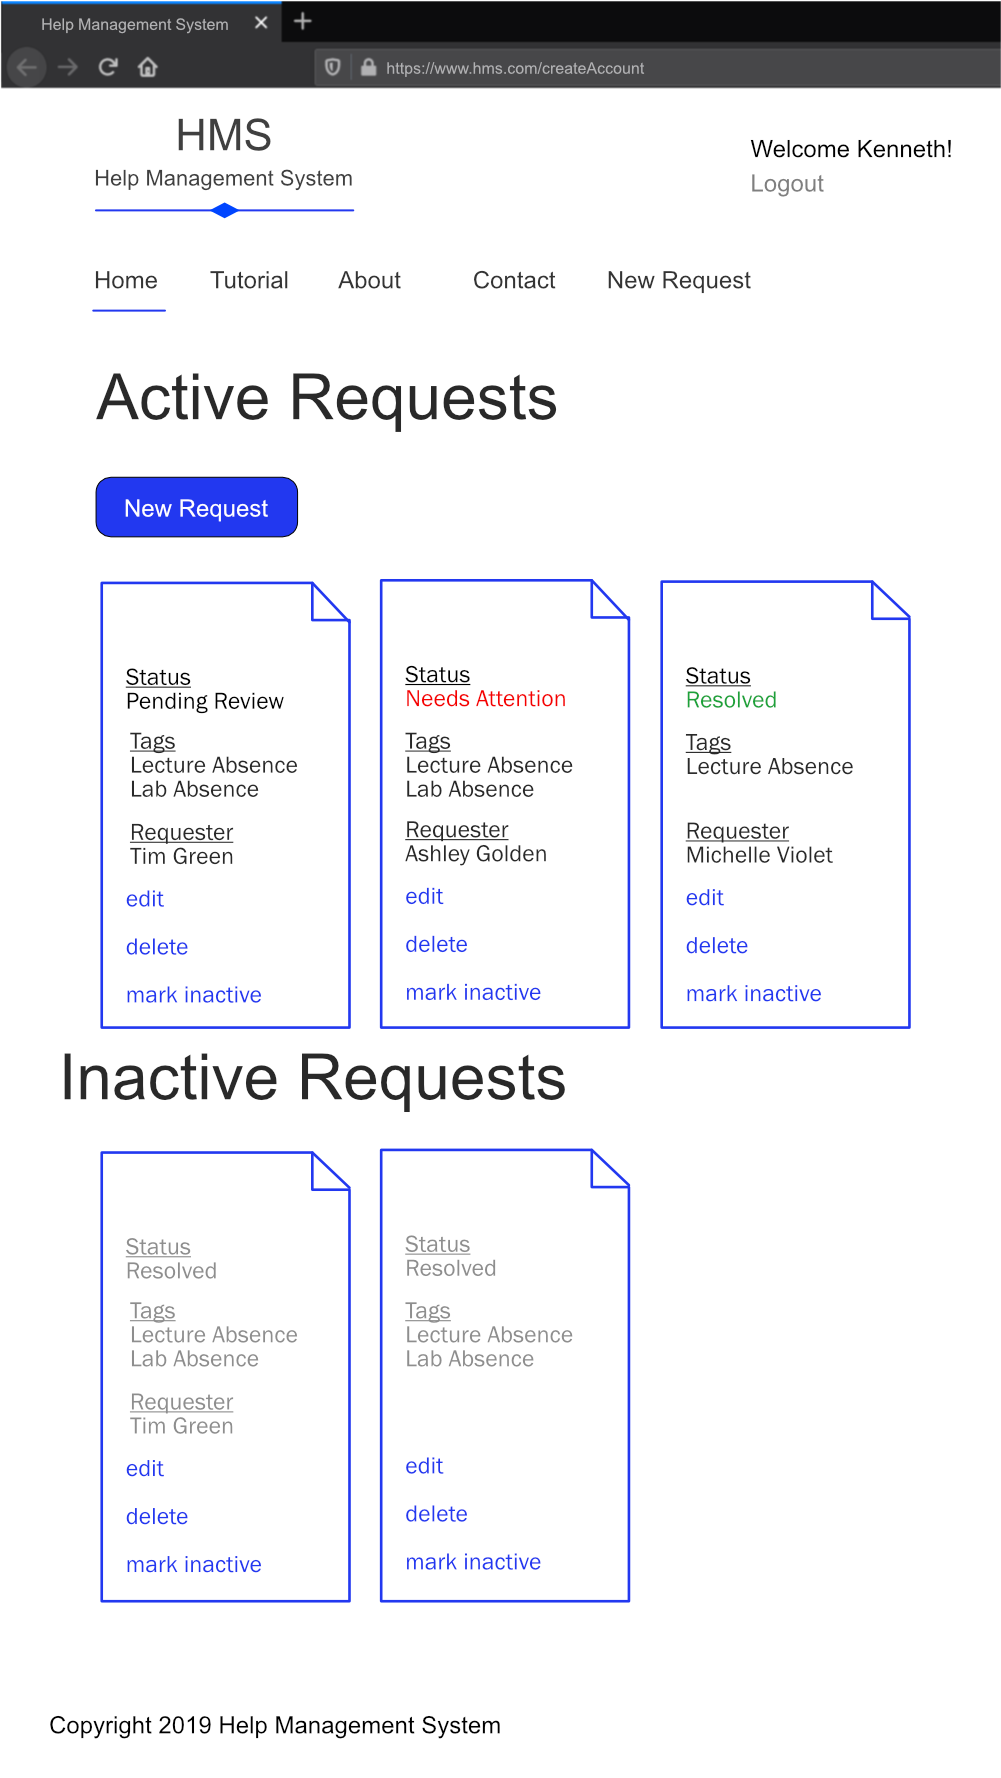 Help Management System
https://www.hms.com/createAccount
HMS
Help Management System
Welcome Kenneth!
Logout
Home Tutorial About Contact New Request
Active Requests
New Request
Status
Pending Review
Tags
Lecture Absence
Lab Absence
Requester
Tim Green
edit
delete
mark inactive
Status
Needs Attention
Tags
Lecture Absence
Lab Absence
Requester
Ashley Golden
edit
delete
mark inactive
Status
Resolved
Tags
Lecture Absence
Requester
Michelle Violet
edit
delete
mark inactive
Inactive Requests
Status
Resolved
Tags
Lecture Absence
Lab Absence
Requester
Tim Green
edit
delete
mark inactive
Status
Resolved
Tags
Lecture Absence
Lab Absence
edit
delete
mark inactive
Copyright 2019 Help Management System